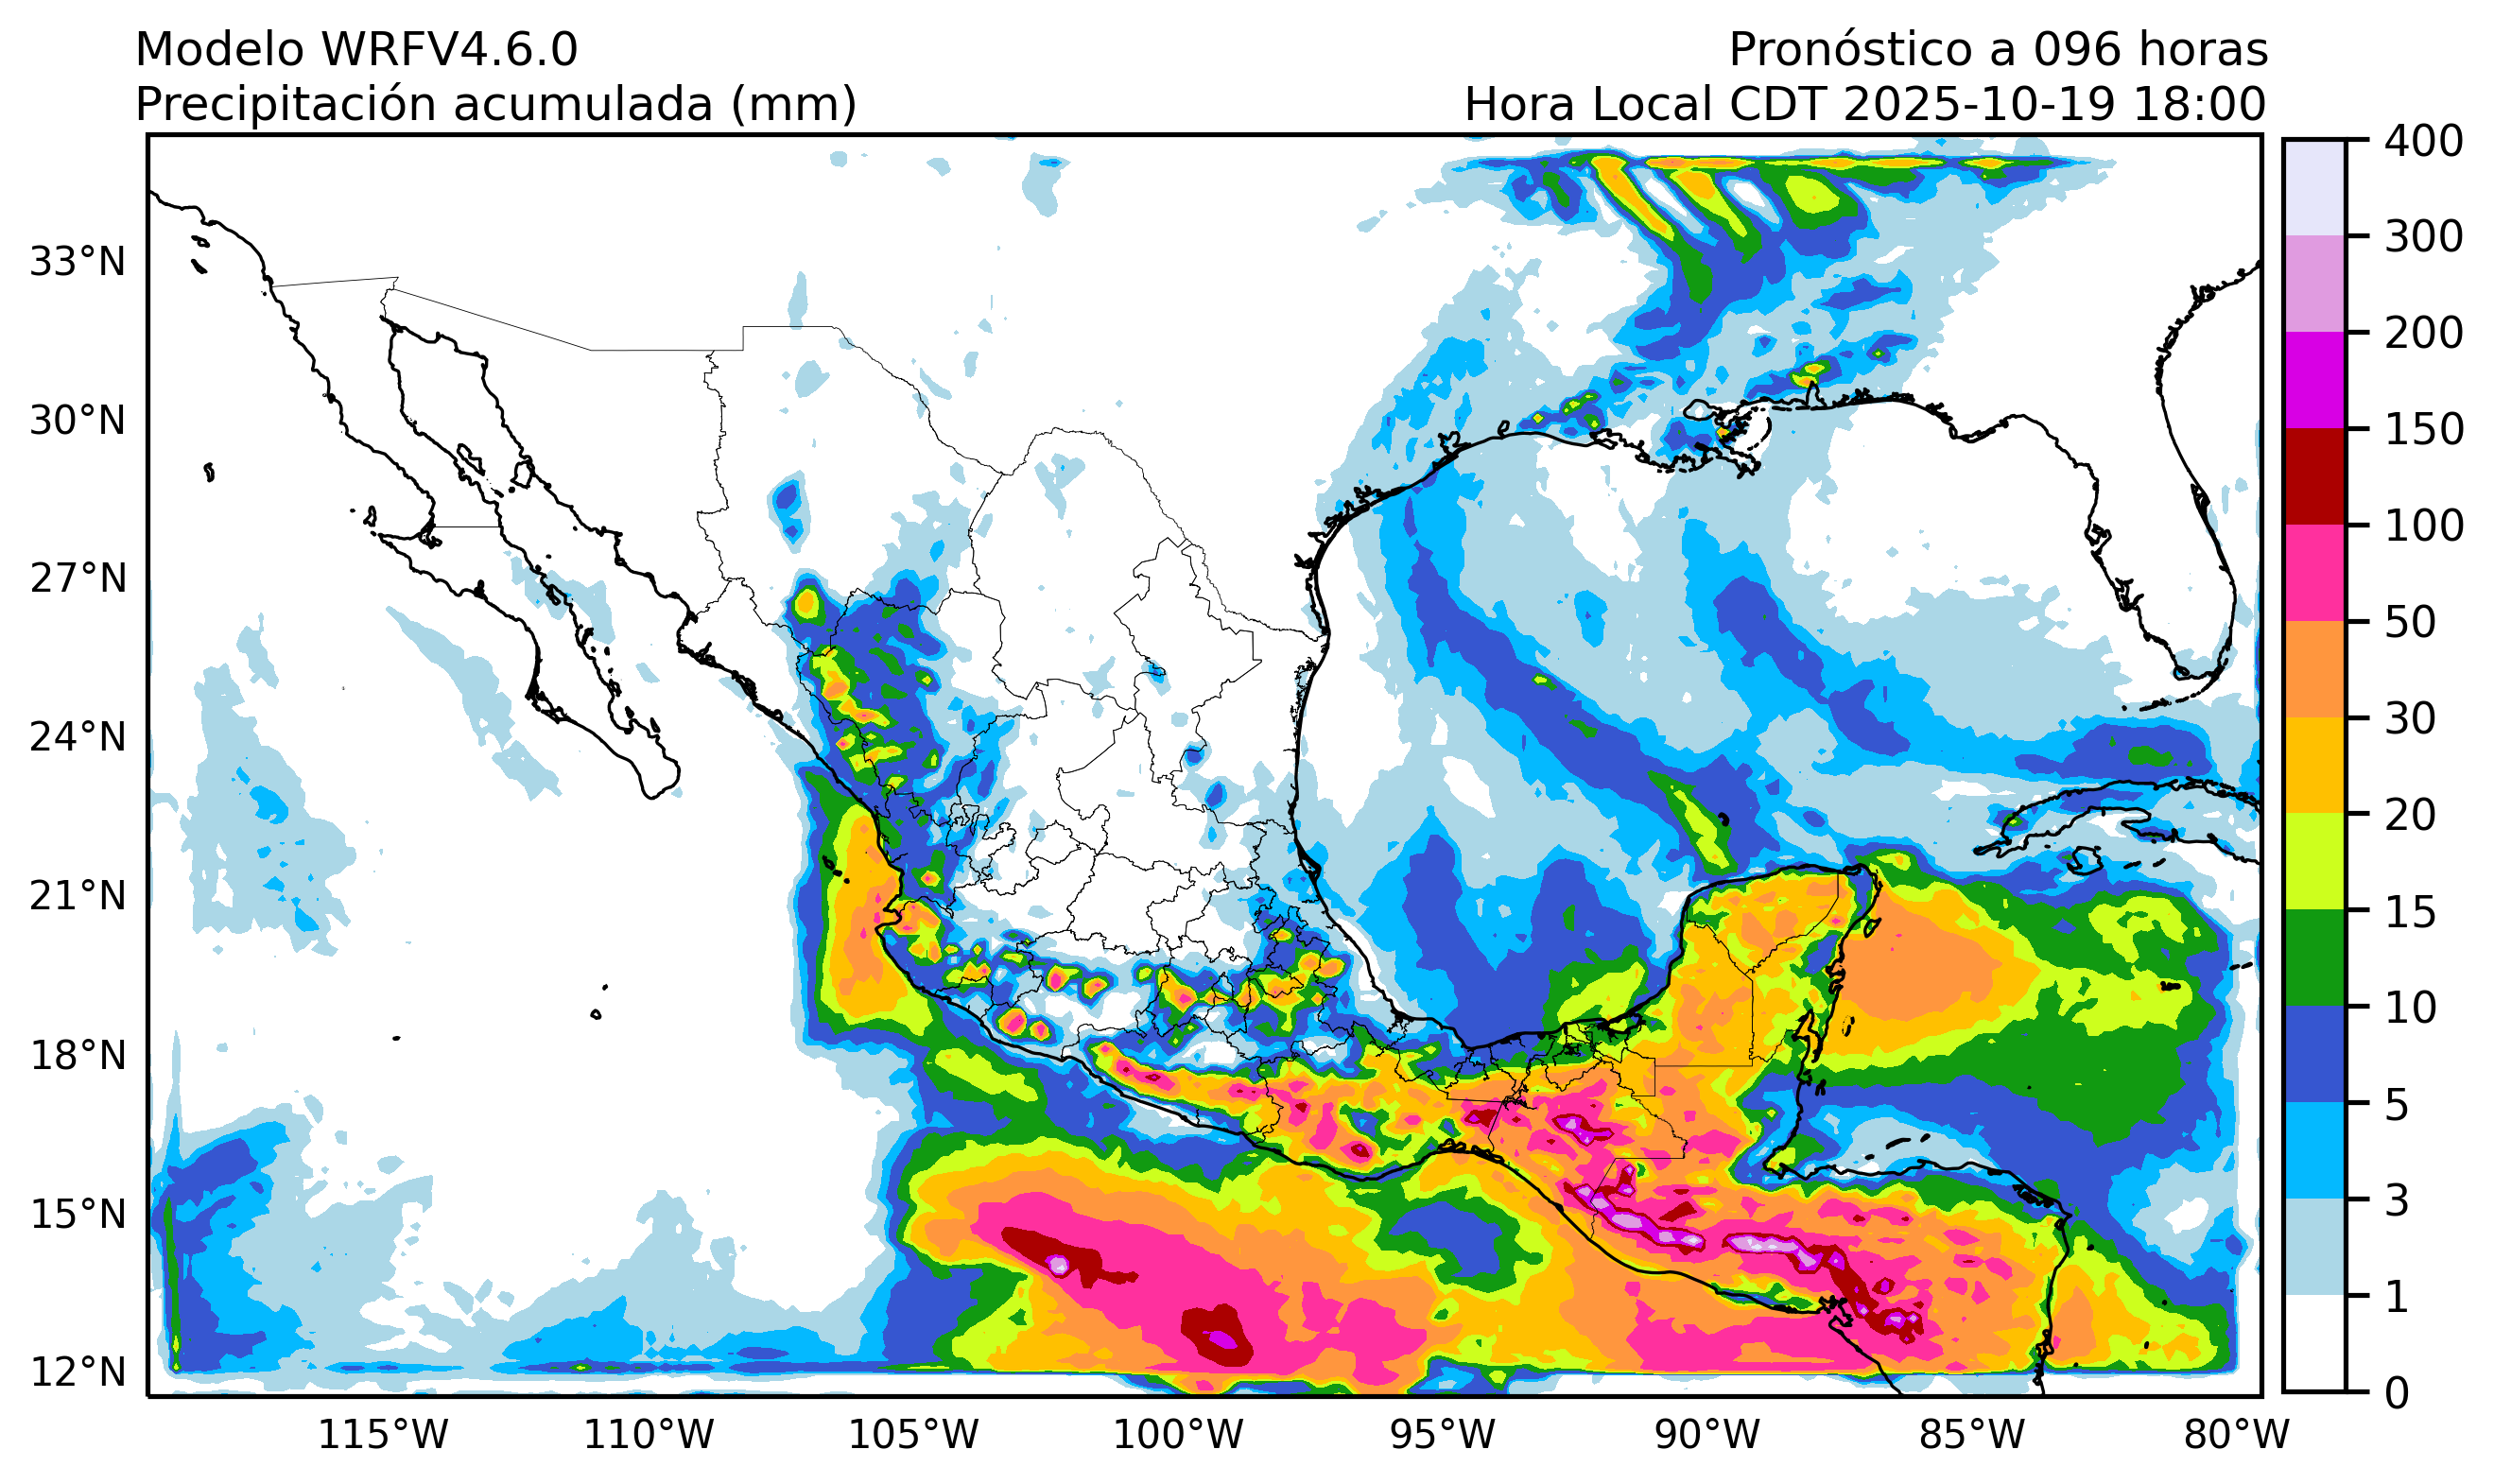 Modelo WRFV4.6.0
Pronóstico a 096 horas
Precipitación acumulada (mm)
Hora Local CDT 2025-10-19 18:00
400
300
200
150
100
50
30
20
15
10
5
3
1
0
33°N
30°N
27°N
24°N
21°N
18°N
15°N
12°N
115°W 110°W 105°W 100°W 95°W 90°W 85°W 80°W